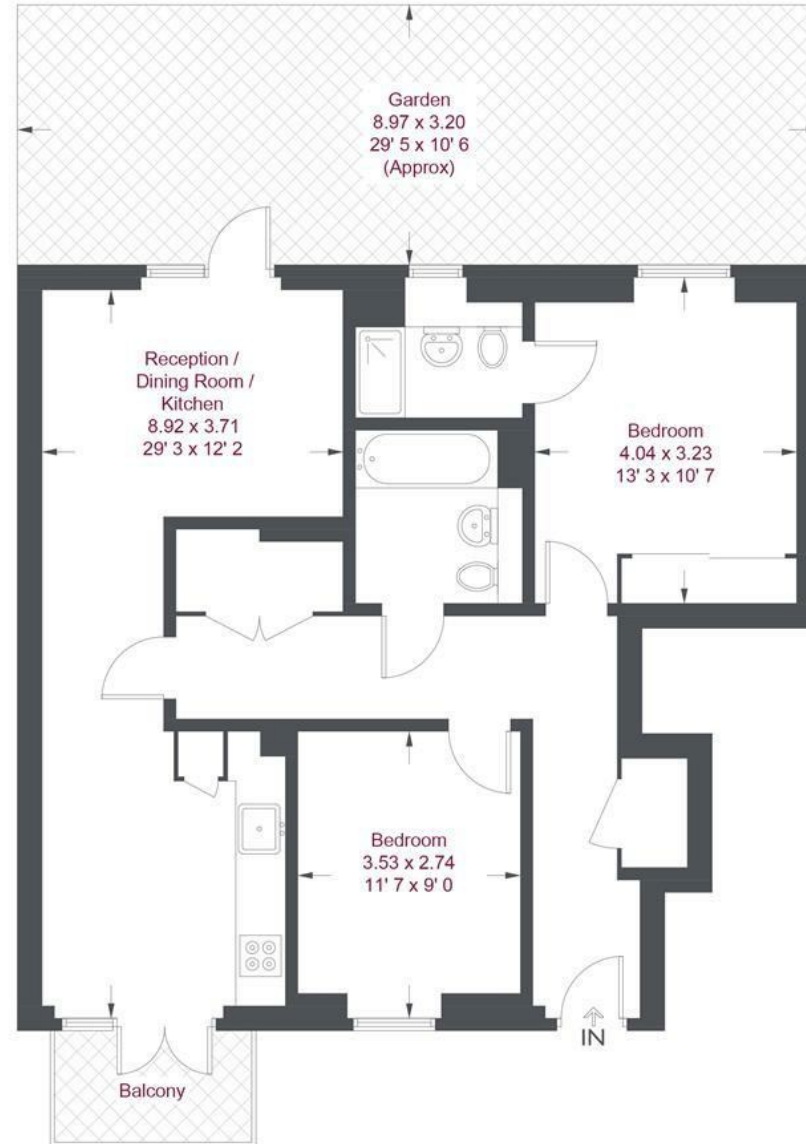 Garden
8.97 x 3.20
29' 5 x 10' 6
(Approx)
Reception /
Dining Room /
Kitchen
8.92 x 3.71
29' 3 x 12' 2
Bedroom
4.04 x 3.23
13' 3 x 10' 7
Bedroom
3.53 x 2.74
11' 7 x 9' 0
IN
Balcony